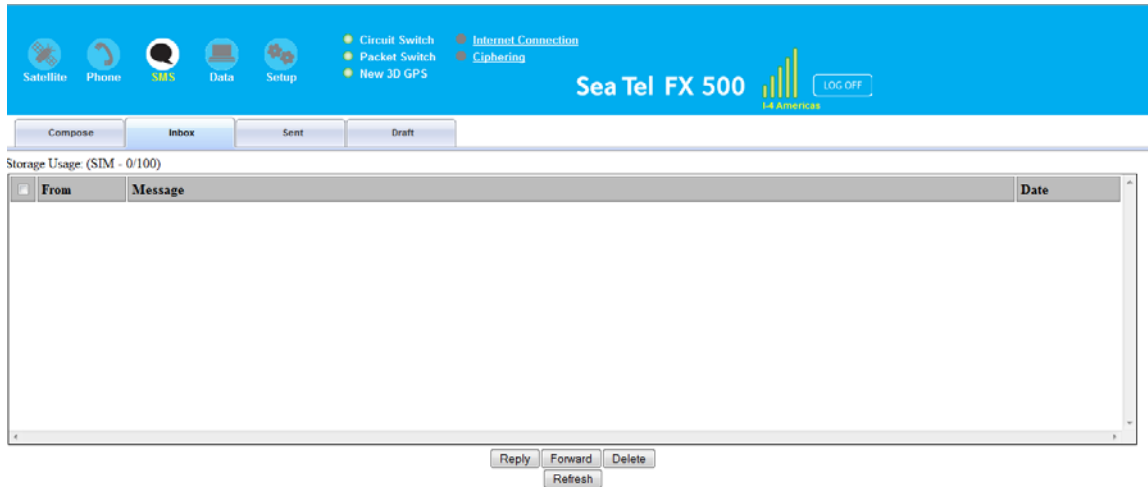 Circuit Switch Internet Connection
Packet Switch Ciphering
New 3D GPS
Satellite Phone SMS Data Setup
Sea Tel FX 500
LOG OFF
I-4 Americas
Compose Inbox Sent Draft
Storage Usage: (SIM - 0/100)
From Message Date
Reply Forward Delete
Refresh